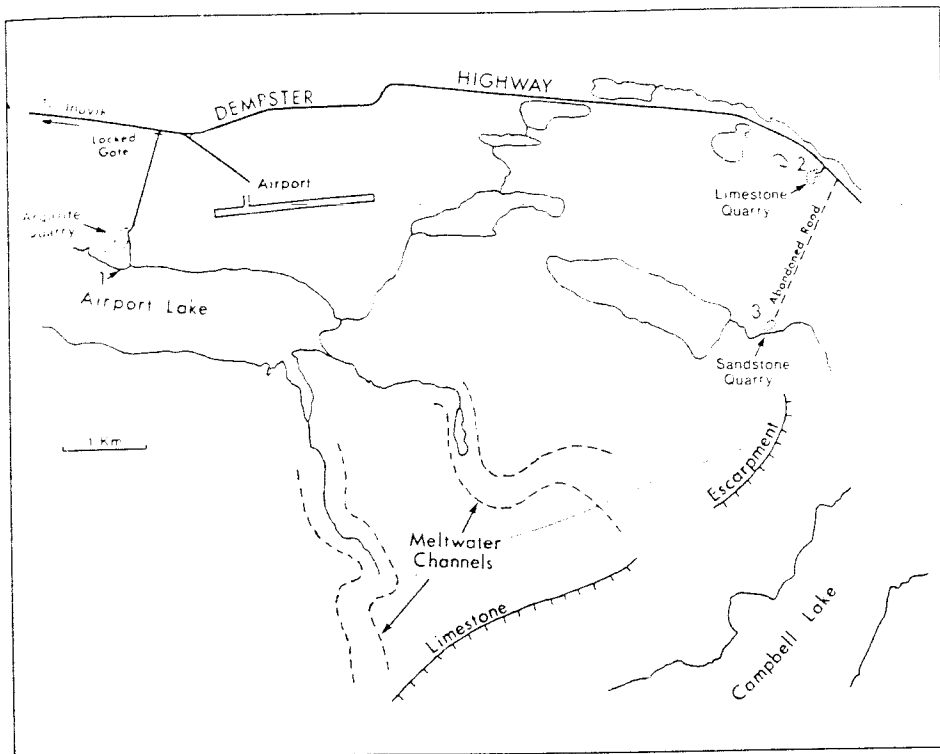 HIGHWAY
DEMPSTER
To Inuvik
Locked
Gate
Airport
2
Limestone
Quarry
Argillite
Quarry
1
Airport Lake
Abandoned Road
3
Sandstone
Quarry
1 Km
Escarpment
Meltwater
Channels
Limestone
Campbell Lake